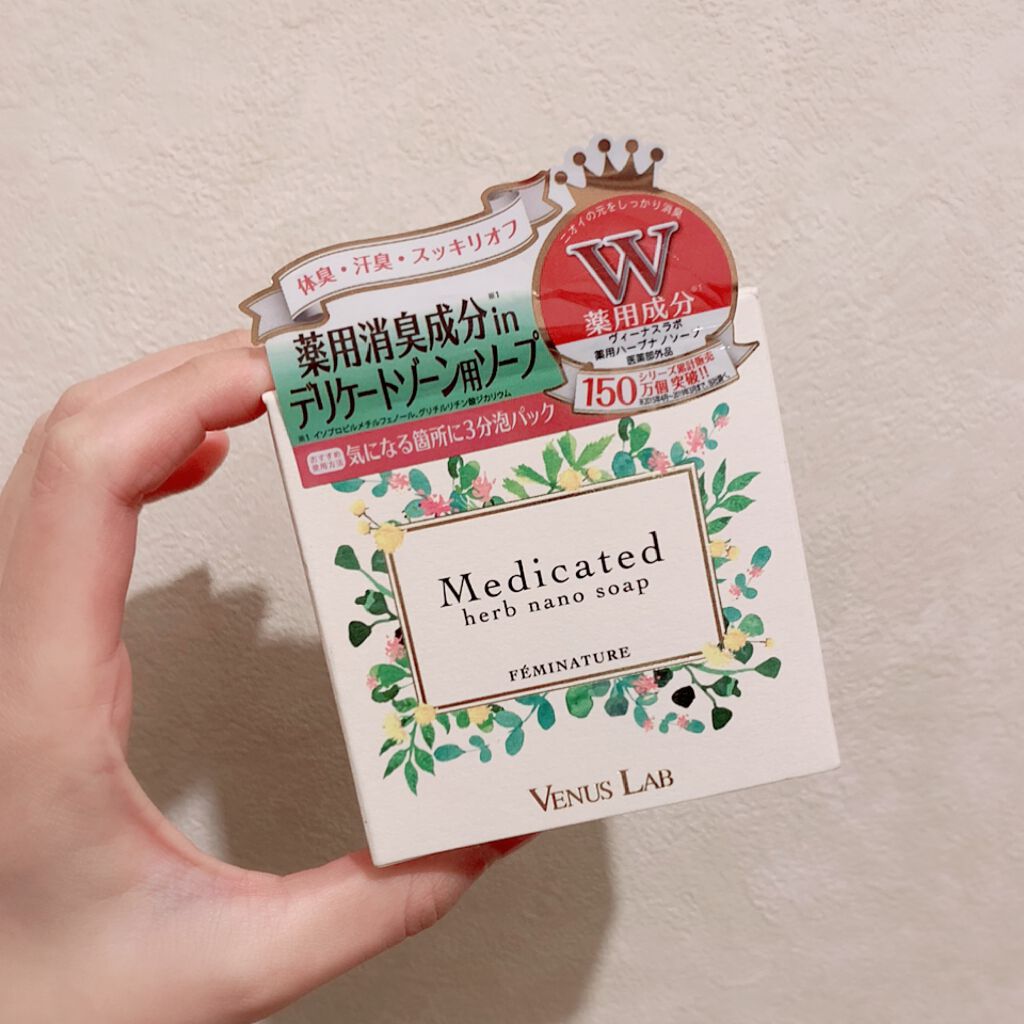 体臭・汗臭・スッキリオフ
薬用消臭成分in※1
デリケートゾーン用ソープ
※1 イソプロピルメチルフェノール、グリチルリチン酸ジカリウム
おすすめ
使用方法
気になる箇所に3分泡パック
ニオイの元をしっかり消臭
W
薬用成分※1
ヴィーナスラボ
薬用ハーブナノソープ
医薬部外品
シリーズ累計販売
150万個突破!!
Medicated
herb nano soap
FÉMINATURE
VENUS LAB